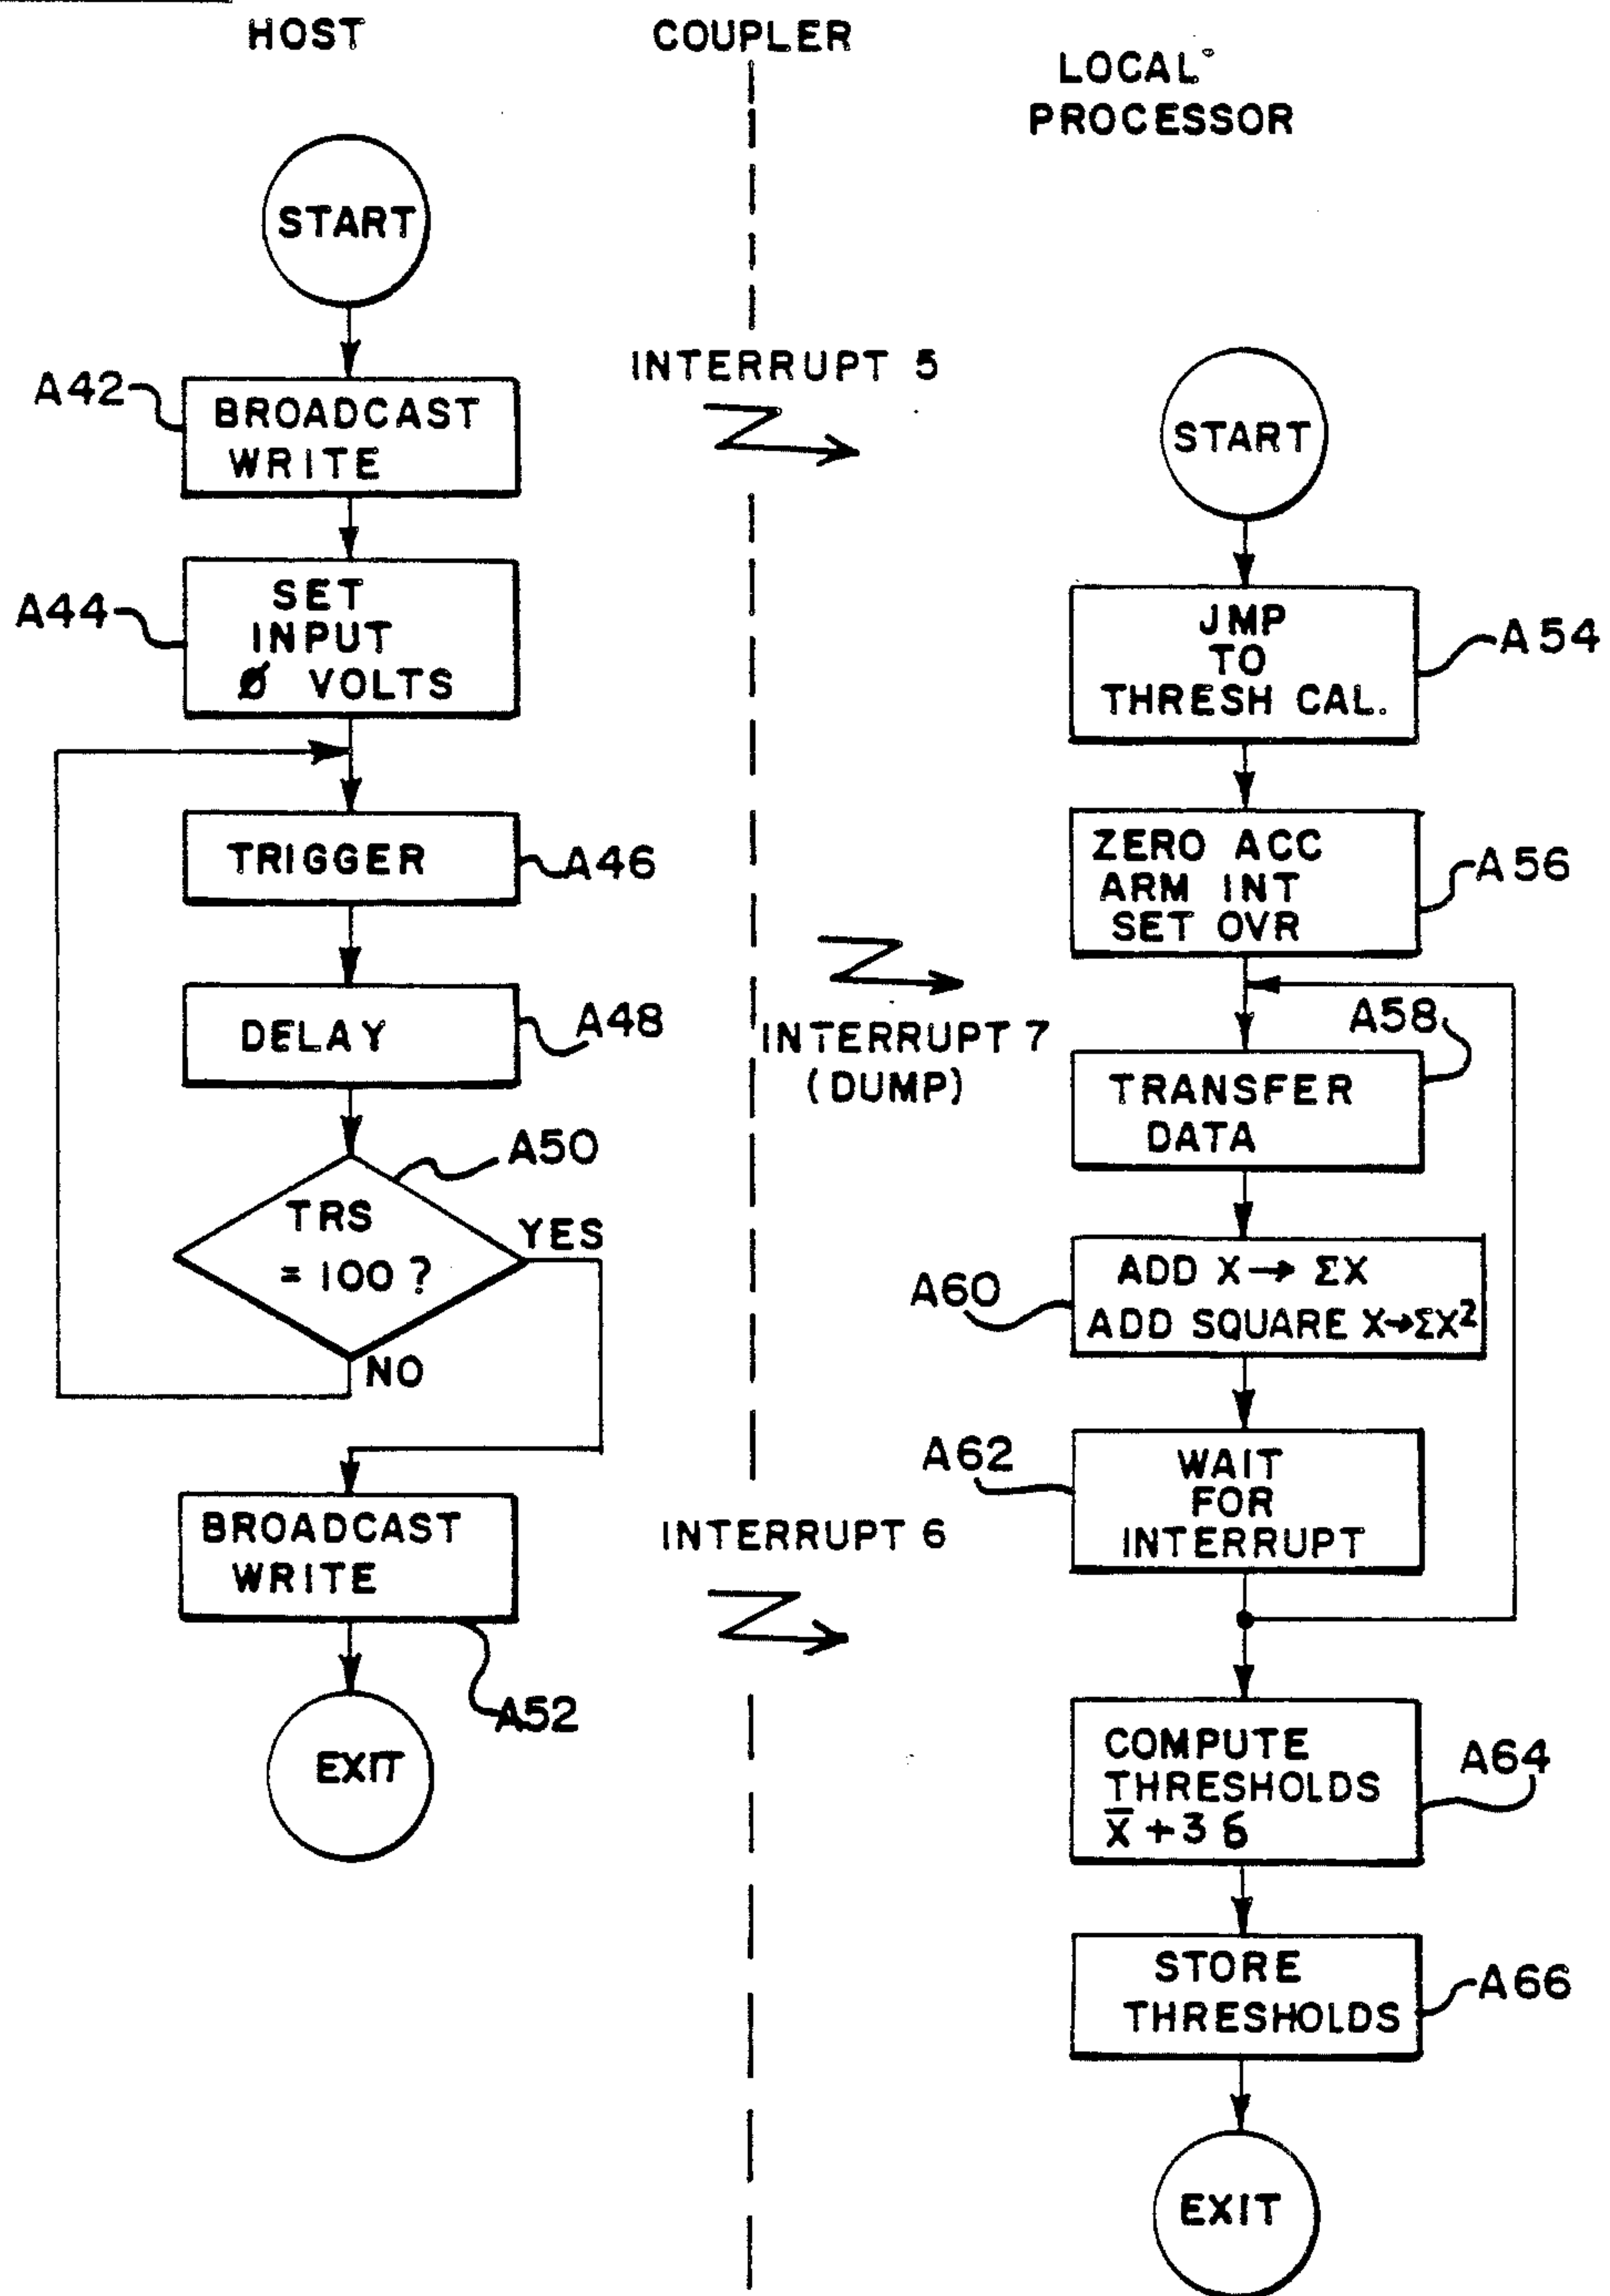 HOST
COUPLER
LOCAL
PROCESSOR
START
INTERRUPT 5
A42
BROADCAST
WRITE
START
A44
SET
INPUT
Ø VOLTS
JMP
TO
THRESH CAL.
A54
TRIGGER
A46
ZERO ACC
ARM INT
SET OVR
A56
DELAY
A48
INTERRUPT 7
(DUMP)
A58
TRANSFER
DATA
A50
TRS
= 100 ?
YES
NO
A60
ADD X→ ΣX
ADD SQUARE X→ΣX²
A62
WAIT
FOR
INTERRUPT
BROADCAST
WRITE
INTERRUPT 6
A52
EXIT
COMPUTE
THRESHOLDS
x̄ +3 δ
A64
STORE
THRESHOLDS
A66
EXIT